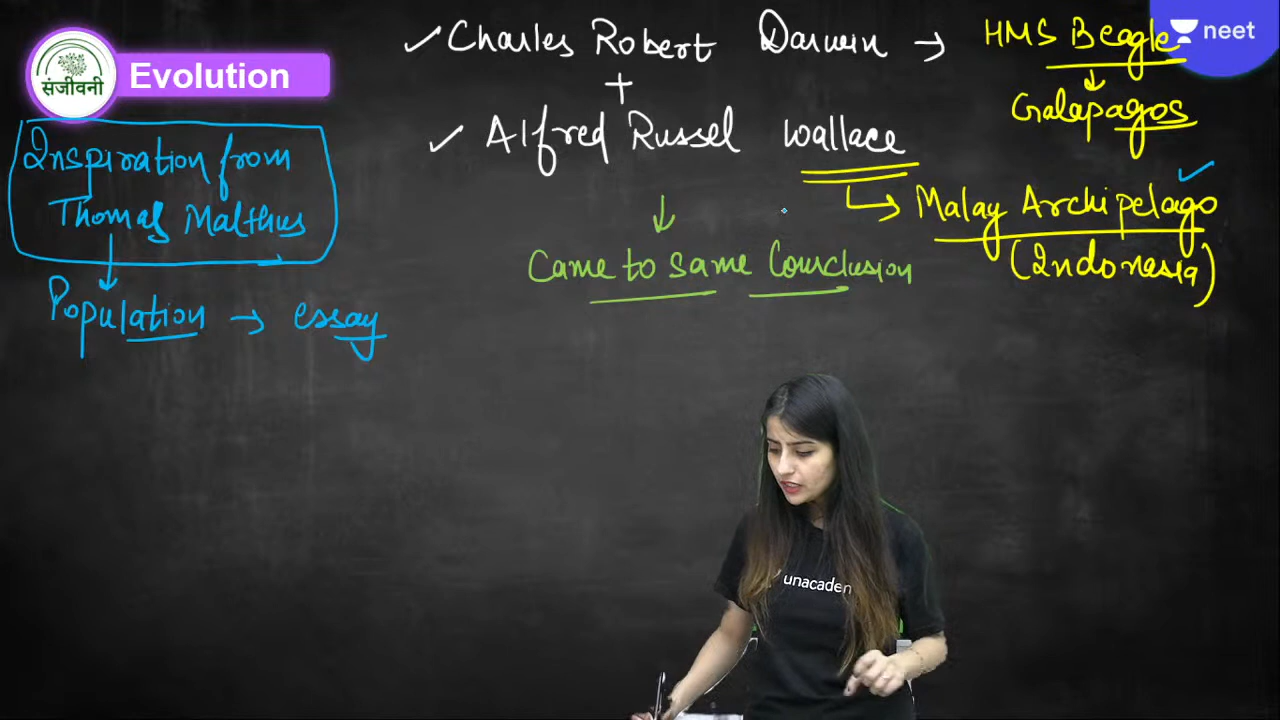 संजीवनी
Evolution
neet
✓ Charles Robert Darwin → HMS Beagle
↓
Galapagos
+
✓ Alfred Russel Wallace
↳ Malay Archipelago ✓
(Indonesia)
↓
Came to same Conclusion
Inspiration from
Thomas Malthus
↓
Population → essay
unacadem